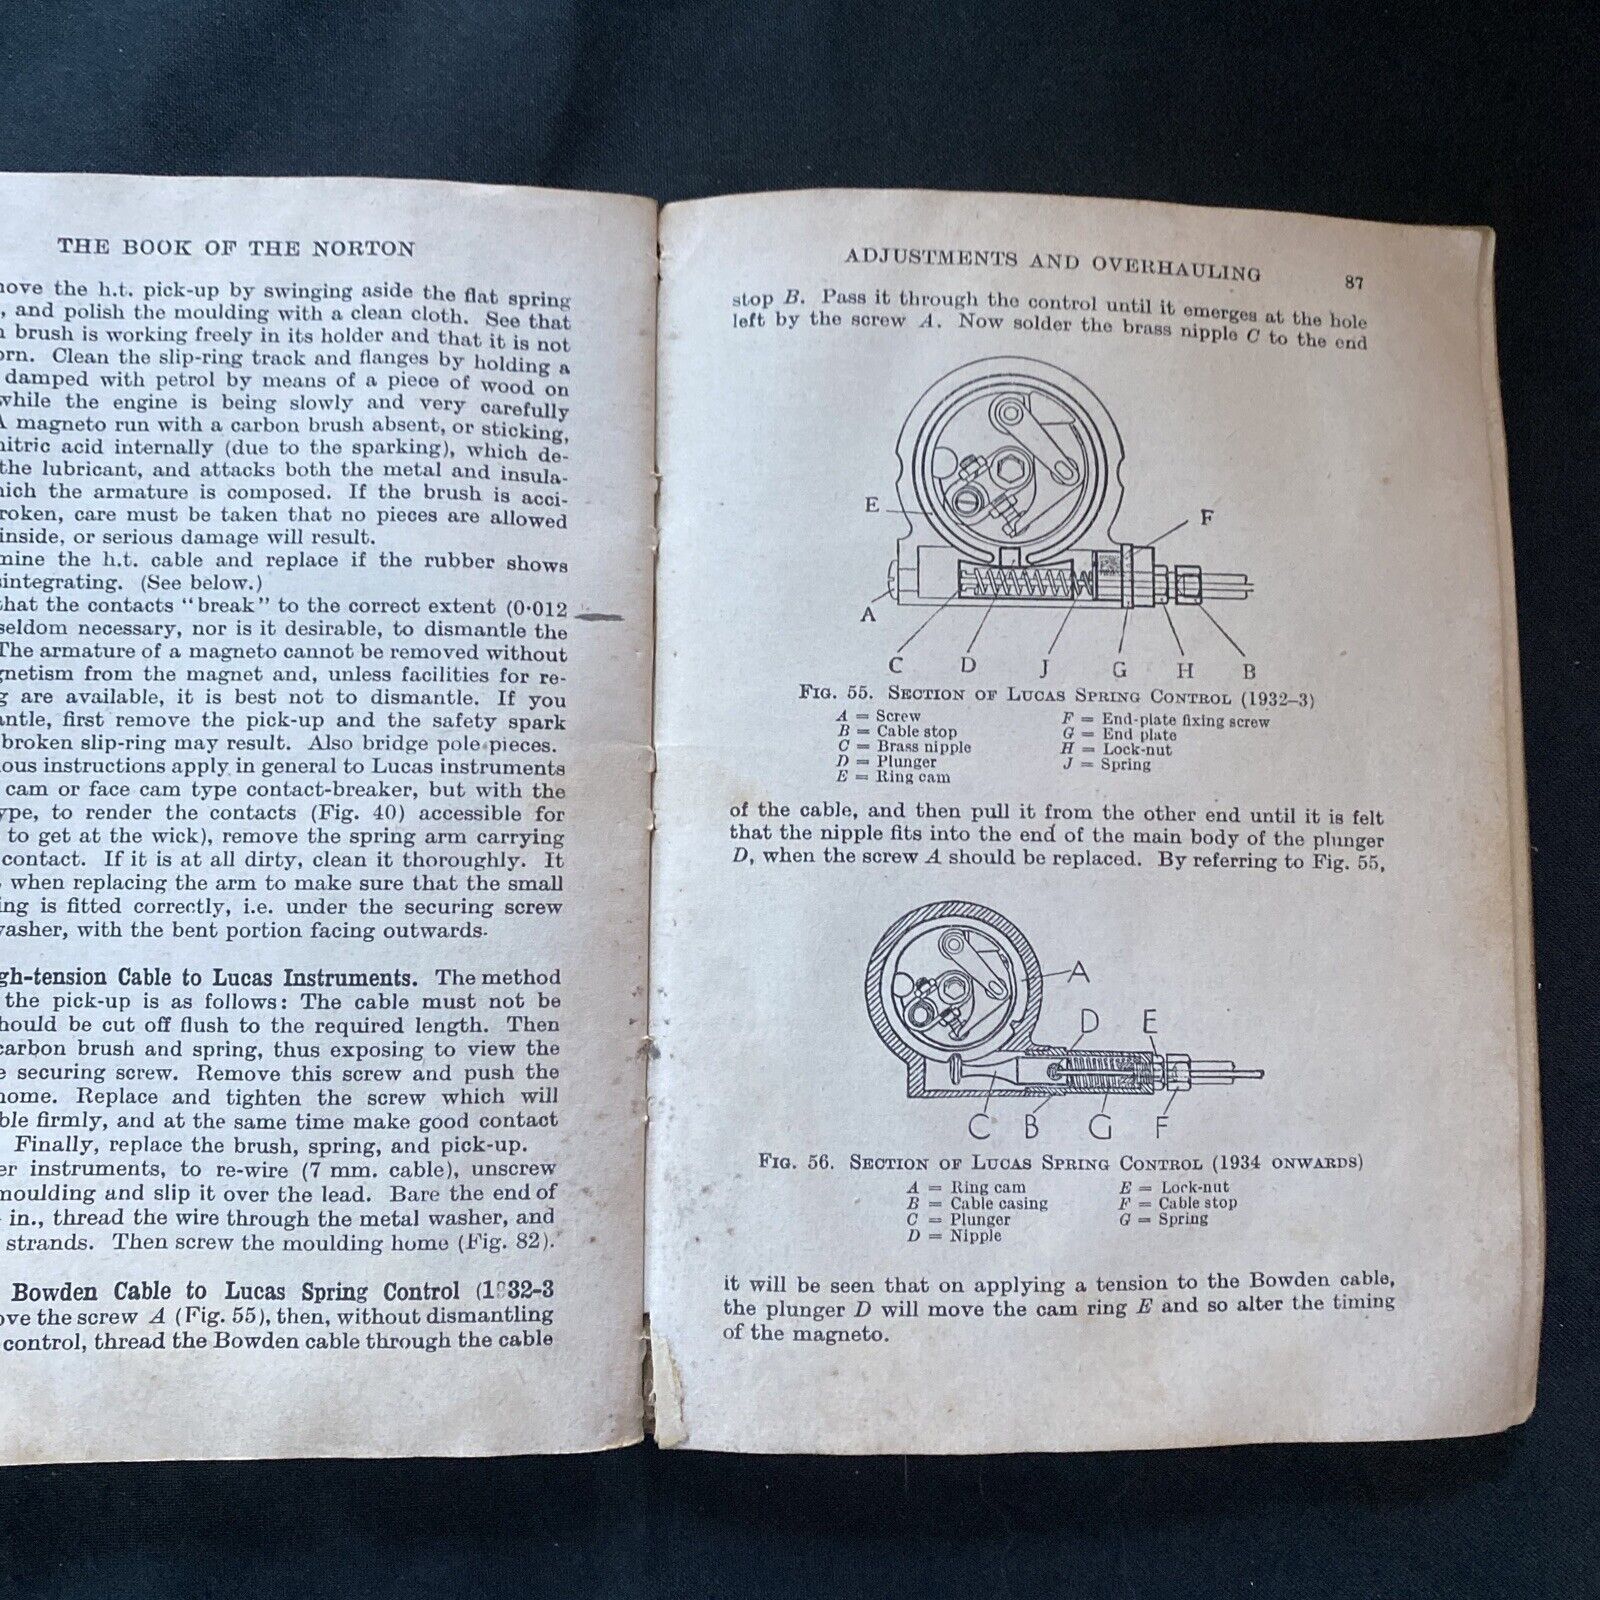 THE BOOK OF THE NORTON
ove the h.t. pick-up by swinging aside the flat spring
, and polish the moulding with a clean cloth. See that
brush is working freely in its holder and that it is not
orn. Clean the slip-ring track and flanges by holding a
damped with petrol by means of a piece of wood on
while the engine is being slowly and very carefully
A magneto run with a carbon brush absent, or sticking,
nitric acid internally (due to the sparking), which de-
the lubricant, and attacks both the metal and insula-
ich the armature is composed. If the brush is acci-
roken, care must be taken that no pieces are allowed
inside, or serious damage will result.
mine the h.t. cable and replace if the rubber shows
sintegrating. (See below.)
that the contacts "break" to the correct extent (0·012
seldom necessary, nor is it desirable, to dismantle the
The armature of a magneto cannot be removed without
gnetism from the magnet and, unless facilities for re-
g are available, it is best not to dismantle. If you
antle, first remove the pick-up and the safety spark
broken slip-ring may result. Also bridge pole-pieces.
ous instructions apply in general to Lucas instruments
cam or face cam type contact-breaker, but with the
ype, to render the contacts (Fig. 40) accessible for
to get at the wick), remove the spring arm carrying
contact. If it is at all dirty, clean it thoroughly. It
, when replacing the arm to make sure that the small
ing is fitted correctly, i.e. under the securing screw
washer, with the bent portion facing outwards.
gh-tension Cable to Lucas Instruments. The method
the pick-up is as follows: The cable must not be
hould be cut off flush to the required length. Then
carbon brush and spring, thus exposing to view the
e securing screw. Remove this screw and push the
home. Replace and tighten the screw which will
ble firmly, and at the same time make good contact
Finally, replace the brush, spring, and pick-up.
er instruments, to re-wire (7 mm. cable), unscrew
moulding and slip it over the lead. Bare the end of
in., thread the wire through the metal washer, and
strands. Then screw the moulding home (Fig. 82).
Bowden Cable to Lucas Spring Control (1932-3
ove the screw A (Fig. 55), then, without dismantling
control, thread the Bowden cable through the cable
ADJUSTMENTS AND OVERHAULING 87
stop B. Pass it through the control until it emerges at the hole
left by the screw A. Now solder the brass nipple C to the end
E
F
A
C D J G H B
FIG. 55. SECTION OF LUCAS SPRING CONTROL (1932–3)
A = Screw
B = Cable stop
C = Brass nipple
D = Plunger
E = Ring cam
F = End-plate fixing screw
G = End plate
H = Lock-nut
J = Spring
of the cable, and then pull it from the other end until it is felt
that the nipple fits into the end of the main body of the plunger
D, when the screw A should be replaced. By referring to Fig. 55,
A
D E
C B G F
FIG. 56. SECTION OF LUCAS SPRING CONTROL (1934 ONWARDS)
A = Ring cam
B = Cable casing
C = Plunger
D = Nipple
E = Lock-nut
F = Cable stop
G = Spring
it will be seen that on applying a tension to the Bowden cable,
the plunger D will move the cam ring E and so alter the timing
of the magneto.